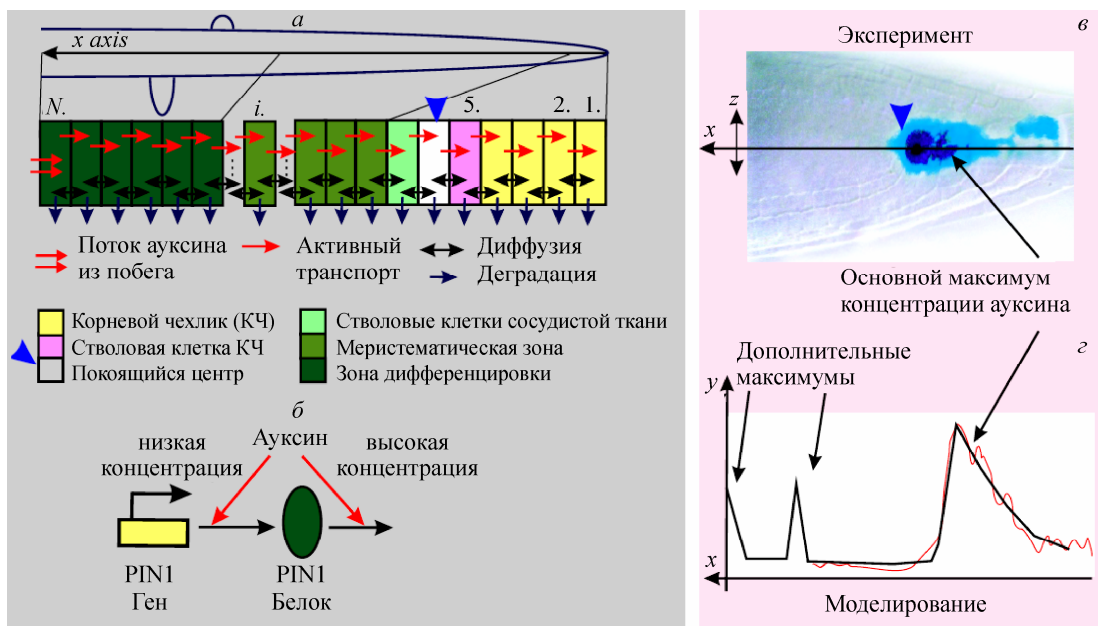 а
x axis
N.
i.
5.
2.
1.
Поток ауксина
из побега
Активный
транспорт
Диффузия
Деградация
Корневой чехлик (КЧ)
Стволовая клетка КЧ
Покоящийся центр
Стволовые клетки сосудистой ткани
Меристематическая зона
Зона дифференцировки
б
Ауксин
низкая
концентрация
высокая
концентрация
PIN1
Ген
PIN1
Белок
в
Эксперимент
z
x
Основной максимум
концентрации ауксина
г
Дополнительные
максимумы
y
x
Моделирование